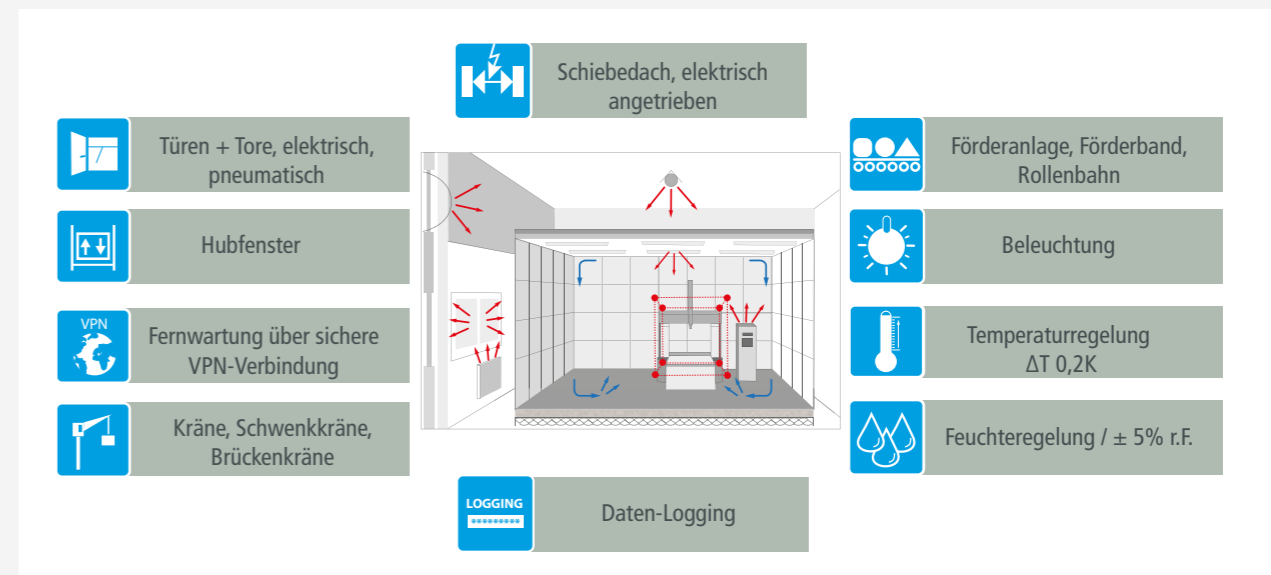 Schiebedach, elektrisch
angetrieben
Türen + Tore, elektrisch,
pneumatisch
Hubfenster
VPN
Fernwartung über sichere
VPN-Verbindung
Kräne, Schwenkkräne,
Brückenkräne
Förderanlage, Förderband,
Rollenbahn
Beleuchtung
Temperaturregelung
ΔT 0,2K
Feuchteregelung / ± 5% r.F.
LOGGING
*********
Daten-Logging